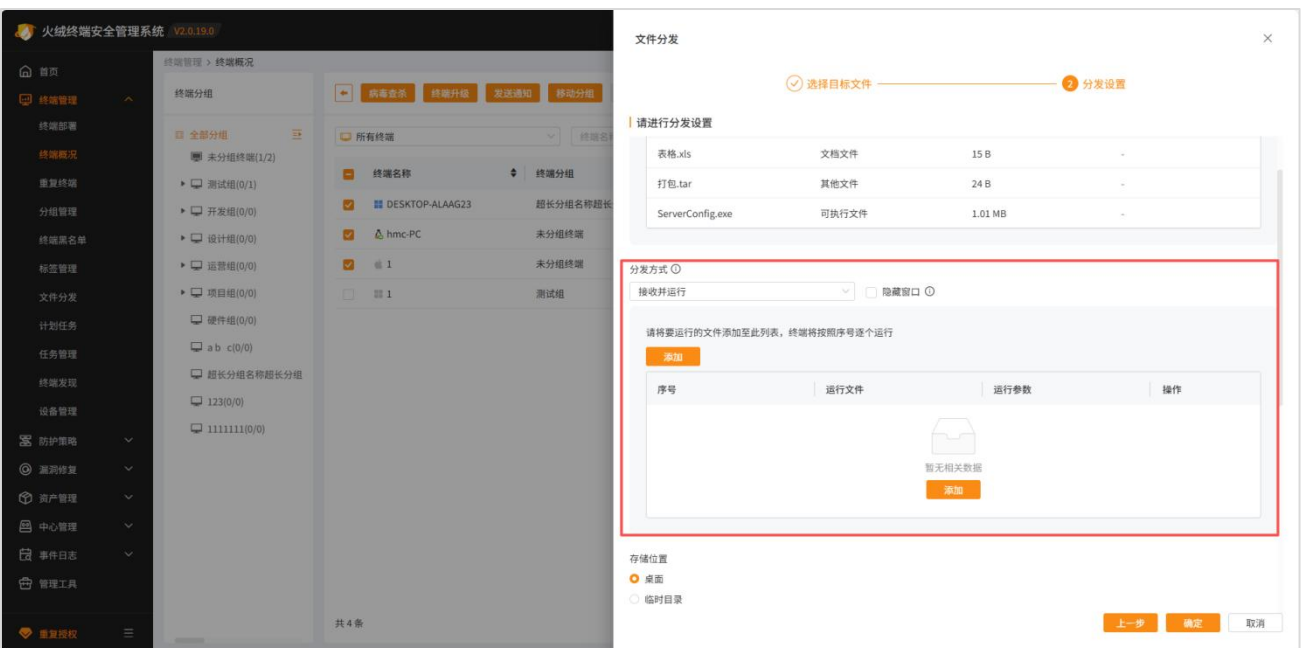 火绒终端安全管理系统 V2.0.19.0
首页
终端管理
终端部署
终端概况
重复终端
分组管理
终端黑名单
标签管理
文件分发
计划任务
任务管理
终端发现
设备管理
防护策略
漏洞修复
资产管理
中心管理
事件日志
管理工具
重复授权
终端管理 > 终端概况
终端分组
全部分组
未分组终端(1/2)
测试组(0/1)
开发组(0/0)
设计组(0/0)
运营组(0/0)
项目组(0/0)
硬件组(0/0)
a b c(0/0)
超长分组名称超长分组
123(0/0)
1111111(0/0)
病毒查杀 终端升级 发送通知 移动分组
所有终端 终端名称
终端名称 终端分组
DESKTOP-ALAAG23 超长分组名称超长
hmc-PC 未分组终端
1 未分组终端
1 测试组
共 4 条
文件分发
选择目标文件 2 分发设置
请进行分发设置
表格.xls 文档文件 15 B -
打包.tar 其他文件 24 B -
ServerConfig.exe 可执行文件 1.01 MB -
分发方式
接收并运行 隐藏窗口
请将要运行的文件添加至此列表，终端将按照序号逐个运行
添加
序号 运行文件 运行参数 操作
暂无相关数据
添加
存储位置
桌面
临时目录
上一步 确定 取消